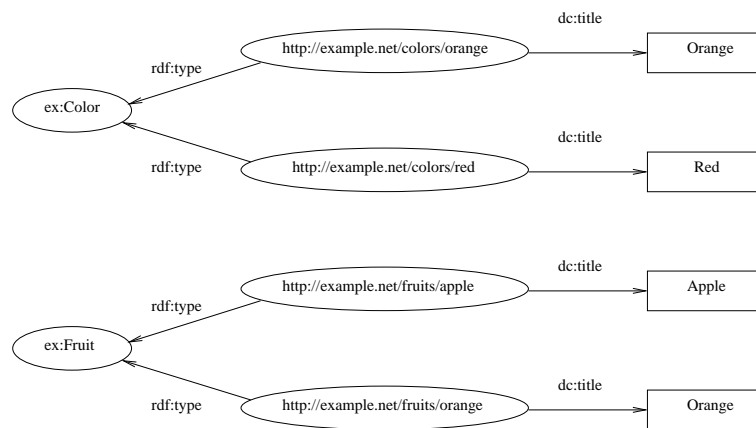 dc:title
http://example.net/colors/orange
Orange
rdf:type
ex:Color
dc:title
rdf:type
http://example.net/colors/red
Red
dc:title
http://example.net/fruits/apple
Apple
rdf:type
ex:Fruit
dc:title
rdf:type
http://example.net/fruits/orange
Orange